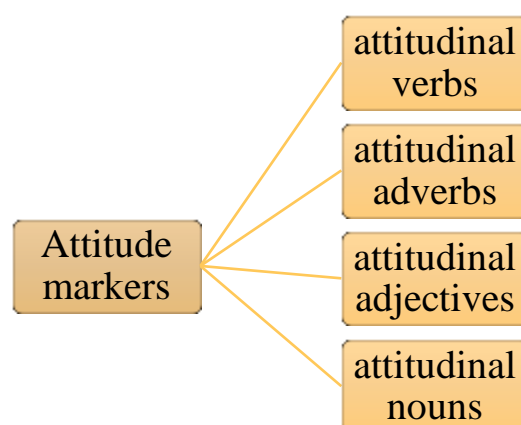 attitudinal
verbs
attitudinal
adverbs
Attitude
markers
attitudinal
adjectives
attitudinal
nouns